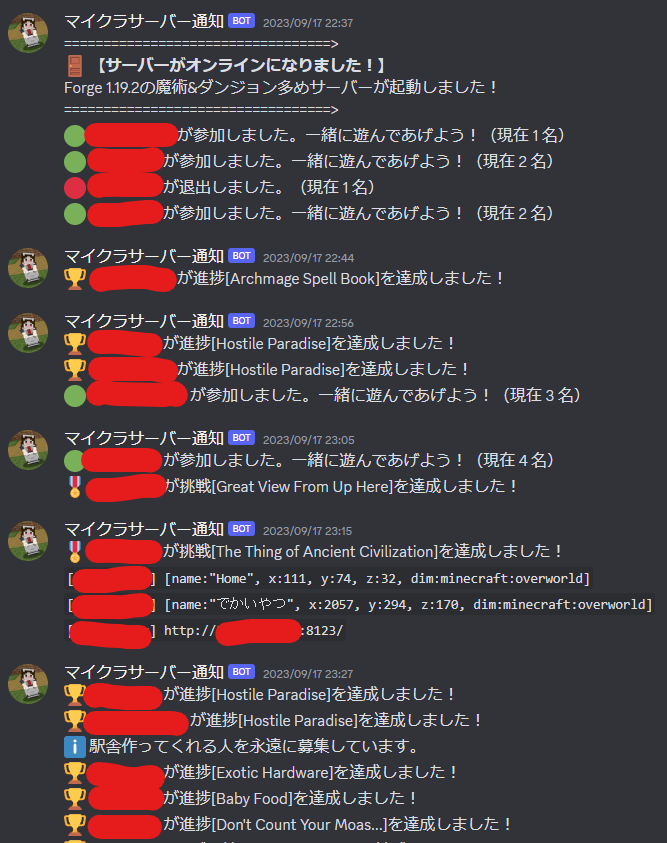 マイクラサーバー通知 BOT 2023/09/17 22:37
==================================>
【サーバーがオンラインになりました！】
Forge 1.19.2の魔術&ダンジョン多めサーバーが起動しました！
==================================>
が参加しました。一緒に遊んであげよう！（現在１名）
が参加しました。一緒に遊んであげよう！（現在２名）
が退出しました。（現在１名）
が参加しました。一緒に遊んであげよう！（現在２名）
マイクラサーバー通知 BOT 2023/09/17 22:44
が進捗[Archmage Spell Book]を達成しました！
マイクラサーバー通知 BOT 2023/09/17 22:56
が進捗[Hostile Paradise]を達成しました！
が進捗[Hostile Paradise]を達成しました！
が参加しました。一緒に遊んであげよう！（現在３名）
マイクラサーバー通知 BOT 2023/09/17 23:05
が参加しました。一緒に遊んであげよう！（現在４名）
が挑戦[Great View From Up Here]を達成しました！
マイクラサーバー通知 BOT 2023/09/17 23:15
が挑戦[The Thing of Ancient Civilization]を達成しました！
[ ] [name:"Home", x:111, y:74, z:32, dim:minecraft:overworld]
[ ] [name:"でかいやつ", x:2057, y:294, z:170, dim:minecraft:overworld]
[ ] http:// :8123/
マイクラサーバー通知 BOT 2023/09/17 23:27
が進捗[Hostile Paradise]を達成しました！
が進捗[Hostile Paradise]を達成しました！
駅舎作ってくれる人を永遠に募集しています。
が進捗[Exotic Hardware]を達成しました！
が進捗[Baby Food]を達成しました！
が進捗[Don't Count Your Moas...]を達成しました！